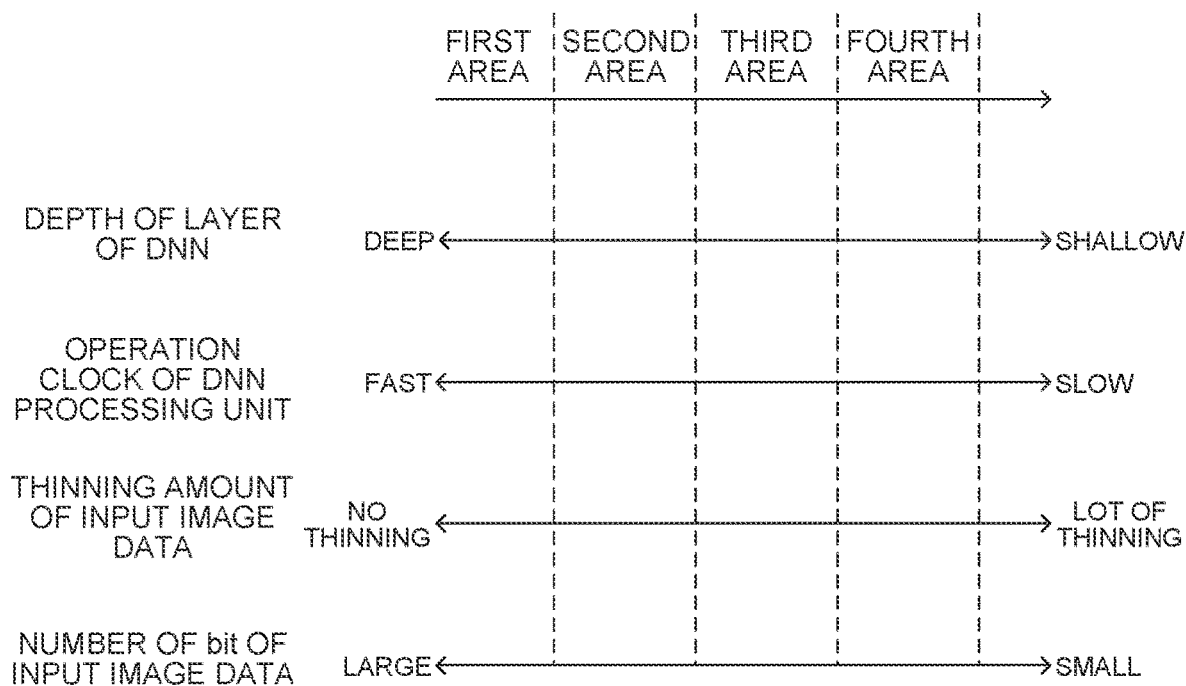 FIRST AREA
SECOND AREA
THIRD AREA
FOURTH AREA
DEPTH OF LAYER
OF DNN
DEEP
SHALLOW
OPERATION
CLOCK OF DNN
PROCESSING UNIT
FAST
SLOW
THINNING AMOUNT
OF INPUT IMAGE
DATA
NO
THINNING
LOT OF
THINNING
NUMBER OF bit OF
INPUT IMAGE DATA
LARGE
SMALL